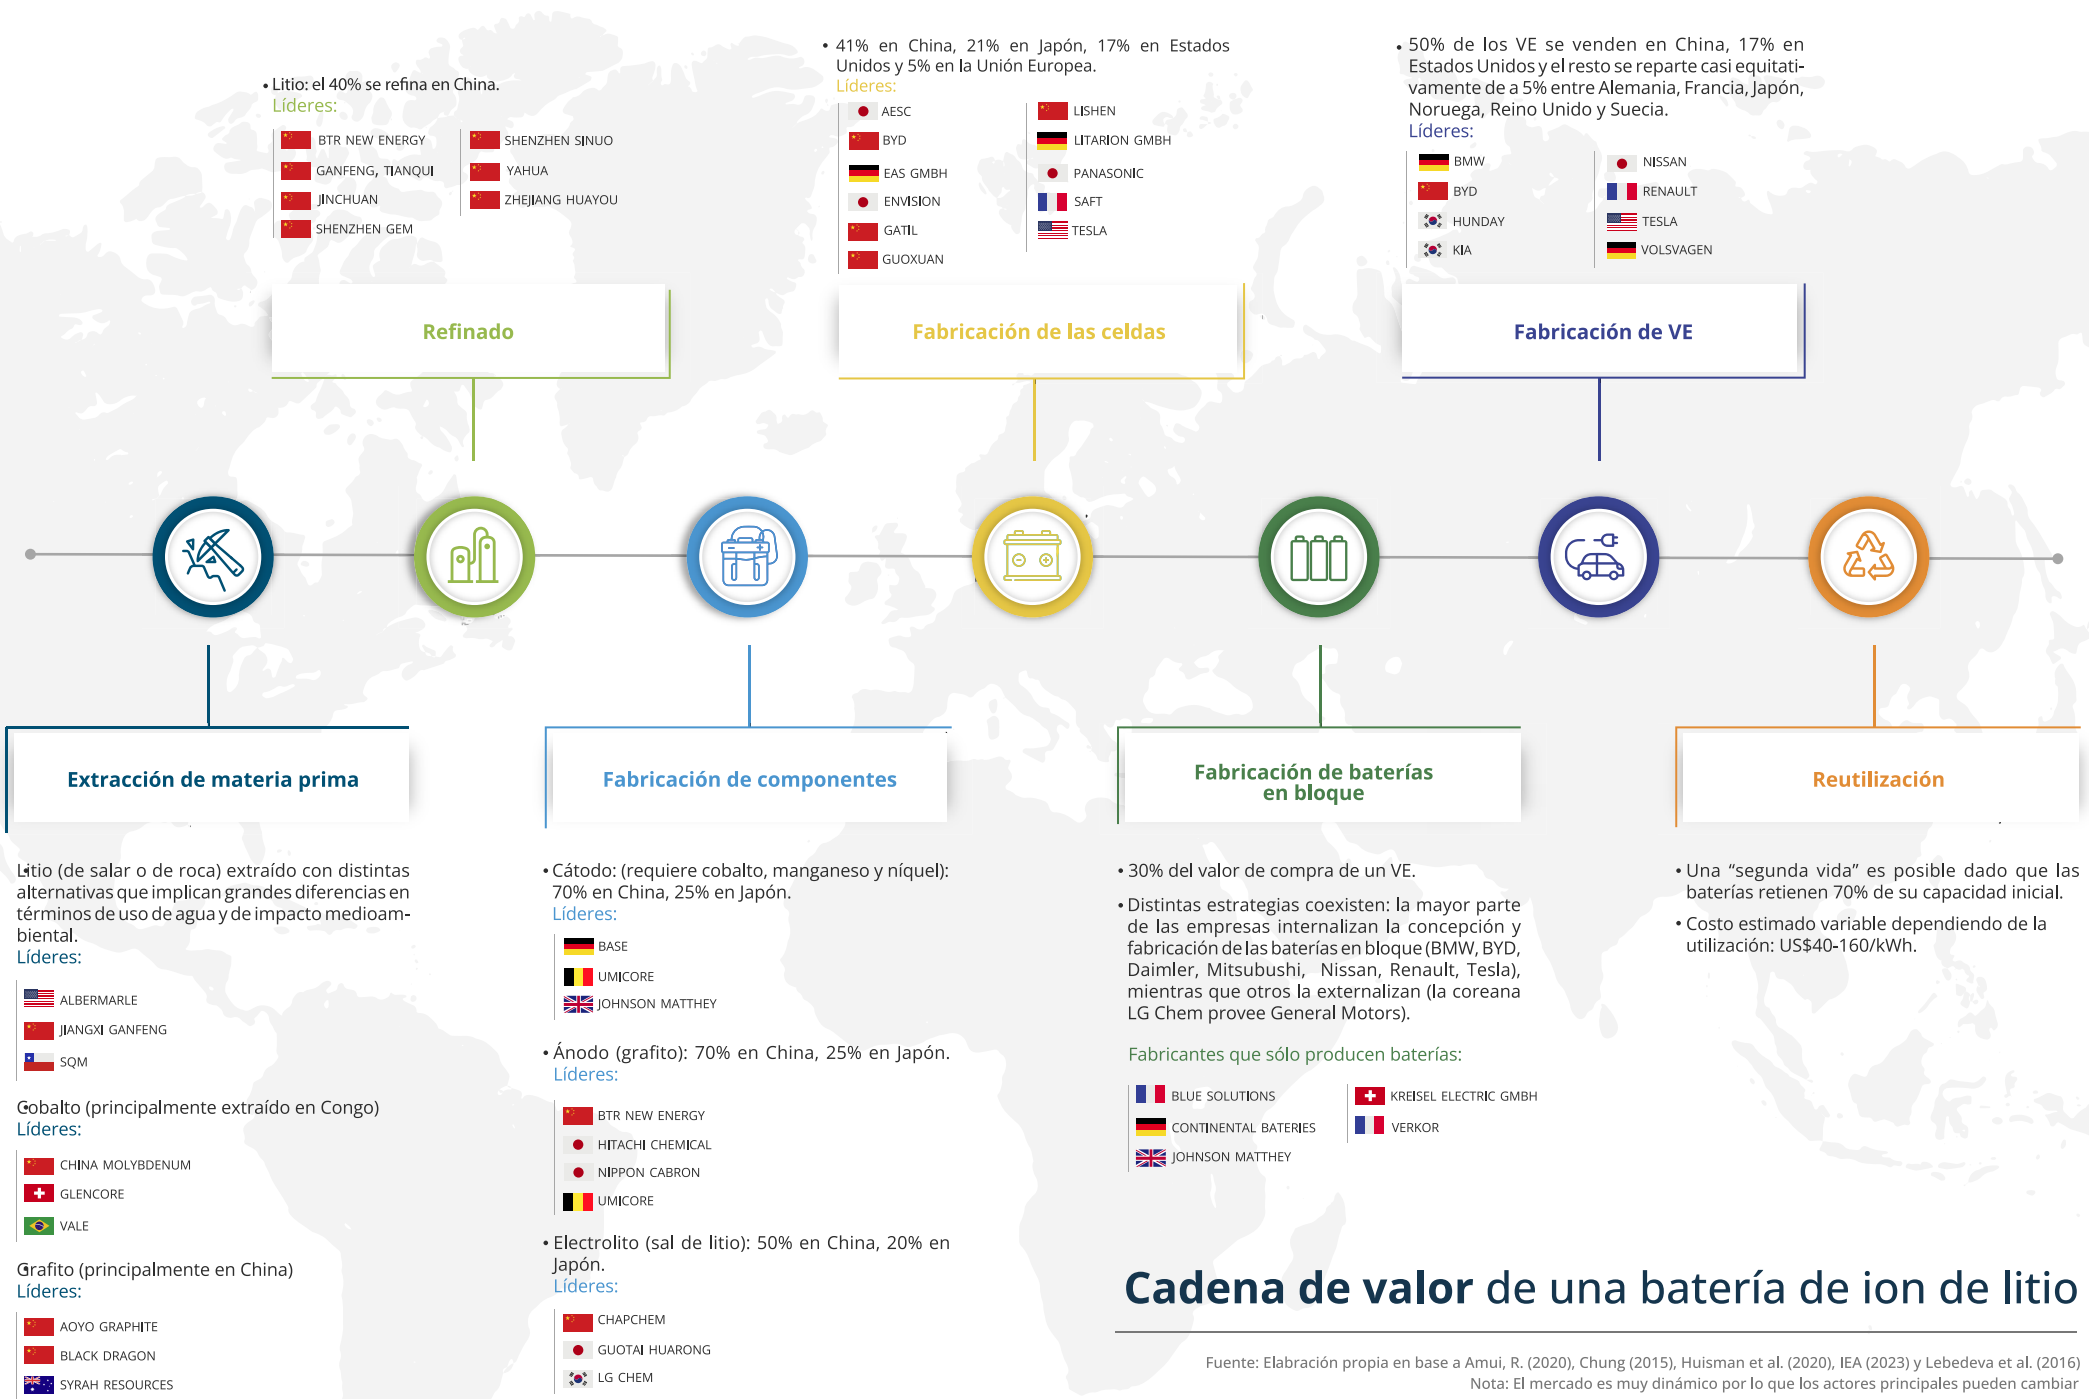 • Litio: el 40% se refina en China.
Líderes:
BTR NEW ENERGY
GANFENG, TIANQUI
JINCHUAN
SHENZHEN GEM
SHENZHEN SINUO
YAHUA
ZHEJIANG HUAYOU
Refinado
• 41% en China, 21% en Japón, 17% en Estados
Unidos y 5% en la Unión Europea.
Líderes:
AESC
BYD
EAS GMBH
ENVISION
GATIL
GUOXUAN
LISHEN
LITARION GMBH
PANASONIC
SAFT
TESLA
Fabricación de las celdas
• 50% de los VE se venden en China, 17% en
Estados Unidos y el resto se reparte casi equitati-
vamente de a 5% entre Alemania, Francia, Japón,
Noruega, Reino Unido y Suecia.
Líderes:
BMW
BYD
HUNDAY
KIA
NISSAN
RENAULT
TESLA
VOLSVAGEN
Fabricación de VE
Extracción de materia prima
• Litio (de salar o de roca) extraído con distintas
alternativas que implican grandes diferencias en
términos de uso de agua y de impacto medioam-
biental.
Líderes:
ALBERMARLE
JIANGXI GANFENG
SQM
• Cobalto (principalmente extraído en Congo)
Líderes:
CHINA MOLYBDENUM
GLENCORE
VALE
• Grafito (principalmente en China)
Líderes:
AOYO GRAPHITE
BLACK DRAGON
SYRAH RESOURCES
Fabricación de componentes
• Cátodo: (requiere cobalto, manganeso y níquel):
70% en China, 25% en Japón.
Líderes:
BASE
UMICORE
JOHNSON MATTHEY
• Ánodo (grafito): 70% en China, 25% en Japón.
Líderes:
BTR NEW ENERGY
HITACHI CHEMICAL
NIPPON CABRON
UMICORE
• Electrolito (sal de litio): 50% en China, 20% en
Japón.
Líderes:
CHAPCHEM
GUOTAI HUARONG
LG CHEM
Fabricación de baterías
en bloque
• 30% del valor de compra de un VE.
• Distintas estrategias coexisten: la mayor parte
de las empresas internalizan la concepción y
fabricación de las baterías en bloque (BMW, BYD,
Daimler, Mitsubushi, Nissan, Renault, Tesla),
mientras que otros la externalizan (la coreana
LG Chem provee General Motors).
Fabricantes que sólo producen baterías:
BLUE SOLUTIONS
CONTINENTAL BATERIES
JOHNSON MATTHEY
KREISEL ELECTRIC GMBH
VERKOR
Reutilización
• Una “segunda vida” es posible dado que las
baterías retienen 70% de su capacidad inicial.
• Costo estimado variable dependiendo de la
utilización: US$40-160/kWh.
Cadena de valor de una batería de ion de litio
Fuente: Elabración propia en base a Amui, R. (2020), Chung (2015), Huisman et al. (2020), IEA (2023) y Lebedeva et al. (2016)
Nota: El mercado es muy dinámico por lo que los actores principales pueden cambiar